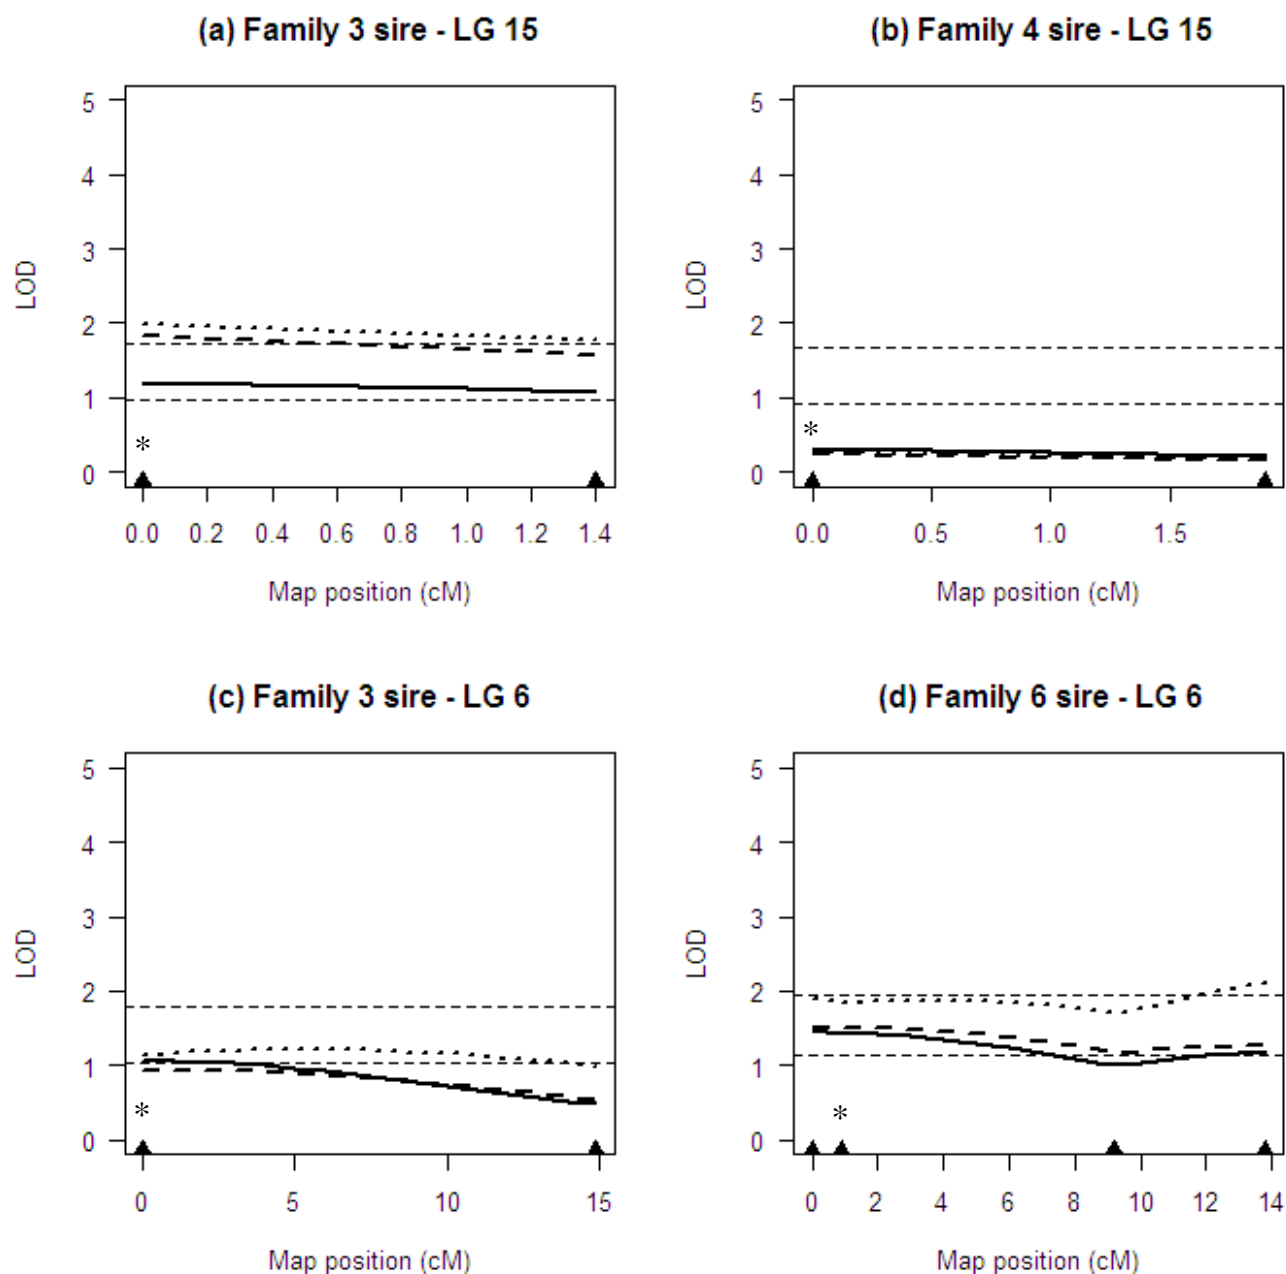 (a) Family 3 sire - LG 15
5
4
3
2
1
0
LOD
*
0.0 0.2 0.4 0.6 0.8 1.0 1.2 1.4
Map position (cM)
(b) Family 4 sire - LG 15
5
4
3
2
1
0
LOD
*
0.0 0.5 1.0 1.5
Map position (cM)
(c) Family 3 sire - LG 6
5
4
3
2
1
0
LOD
*
0 5 10 15
Map position (cM)
(d) Family 6 sire - LG 6
5
4
3
2
1
0
LOD
*
0 2 4 6 8 10 12 14
Map position (cM)